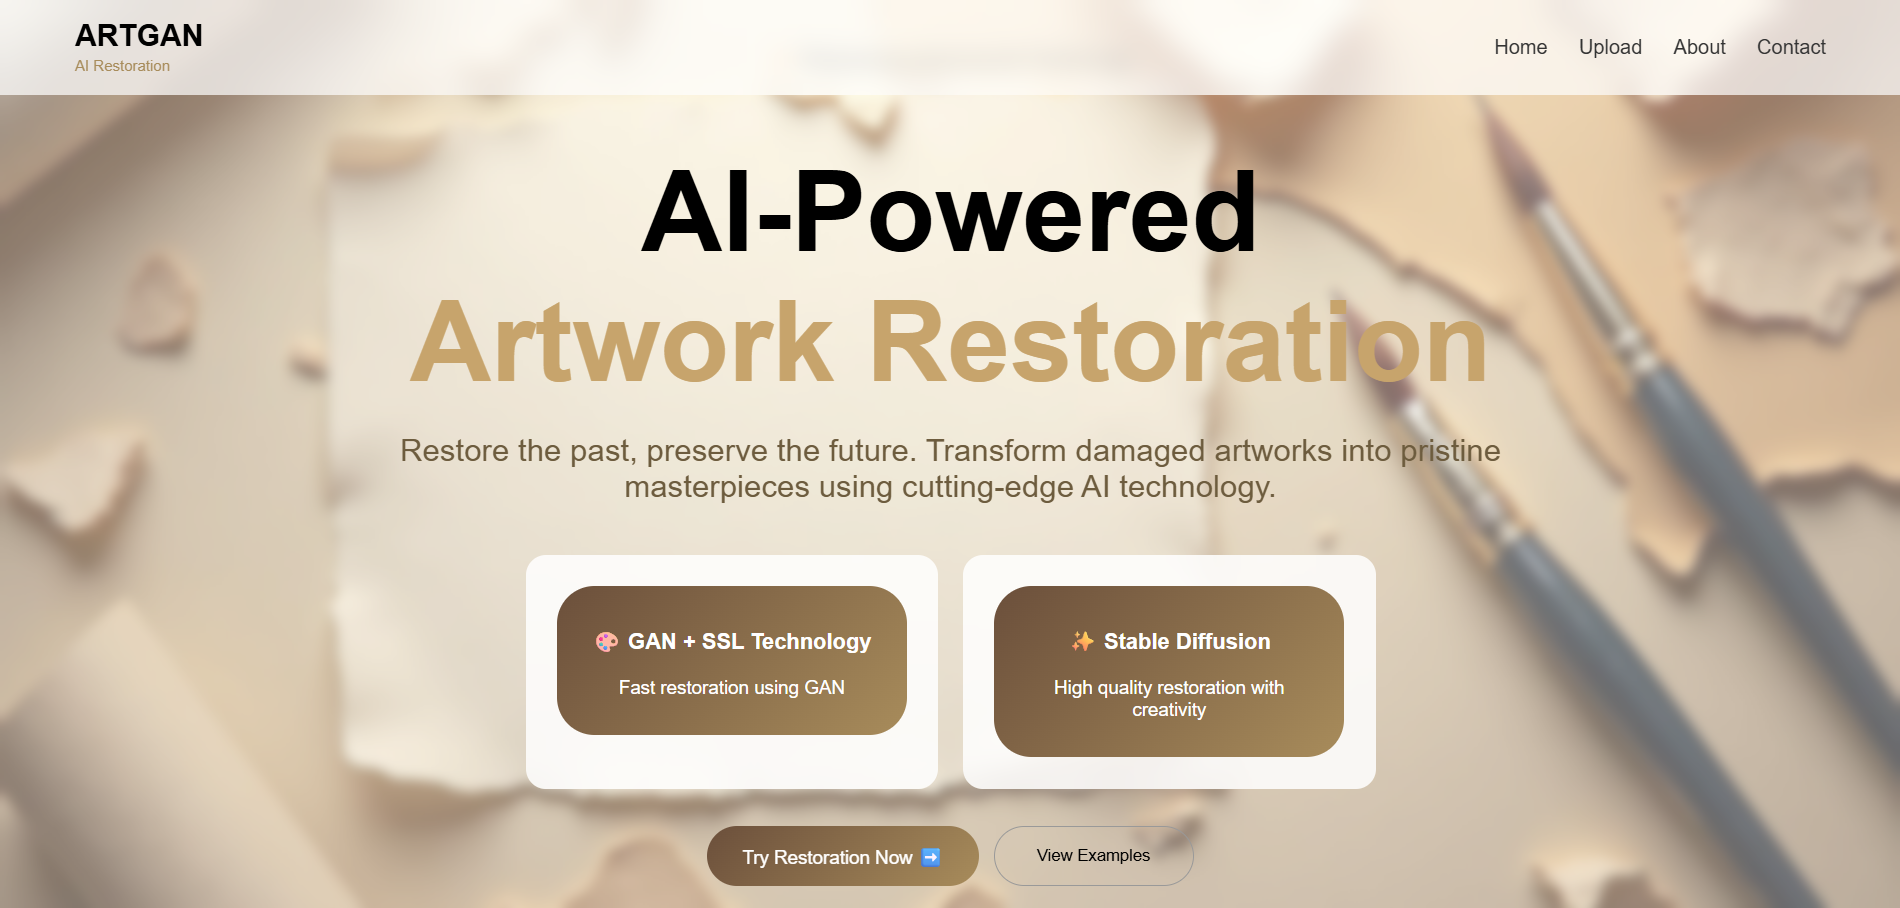 ARTGAN
AI Restoration
Home Upload About Contact
AI-Powered
Artwork Restoration
Restore the past, preserve the future. Transform damaged artworks into pristine
masterpieces using cutting-edge AI technology.
🎨 GAN + SSL Technology
Fast restoration using GAN
✨ Stable Diffusion
High quality restoration with
creativity
Try Restoration Now ➡️
View Examples